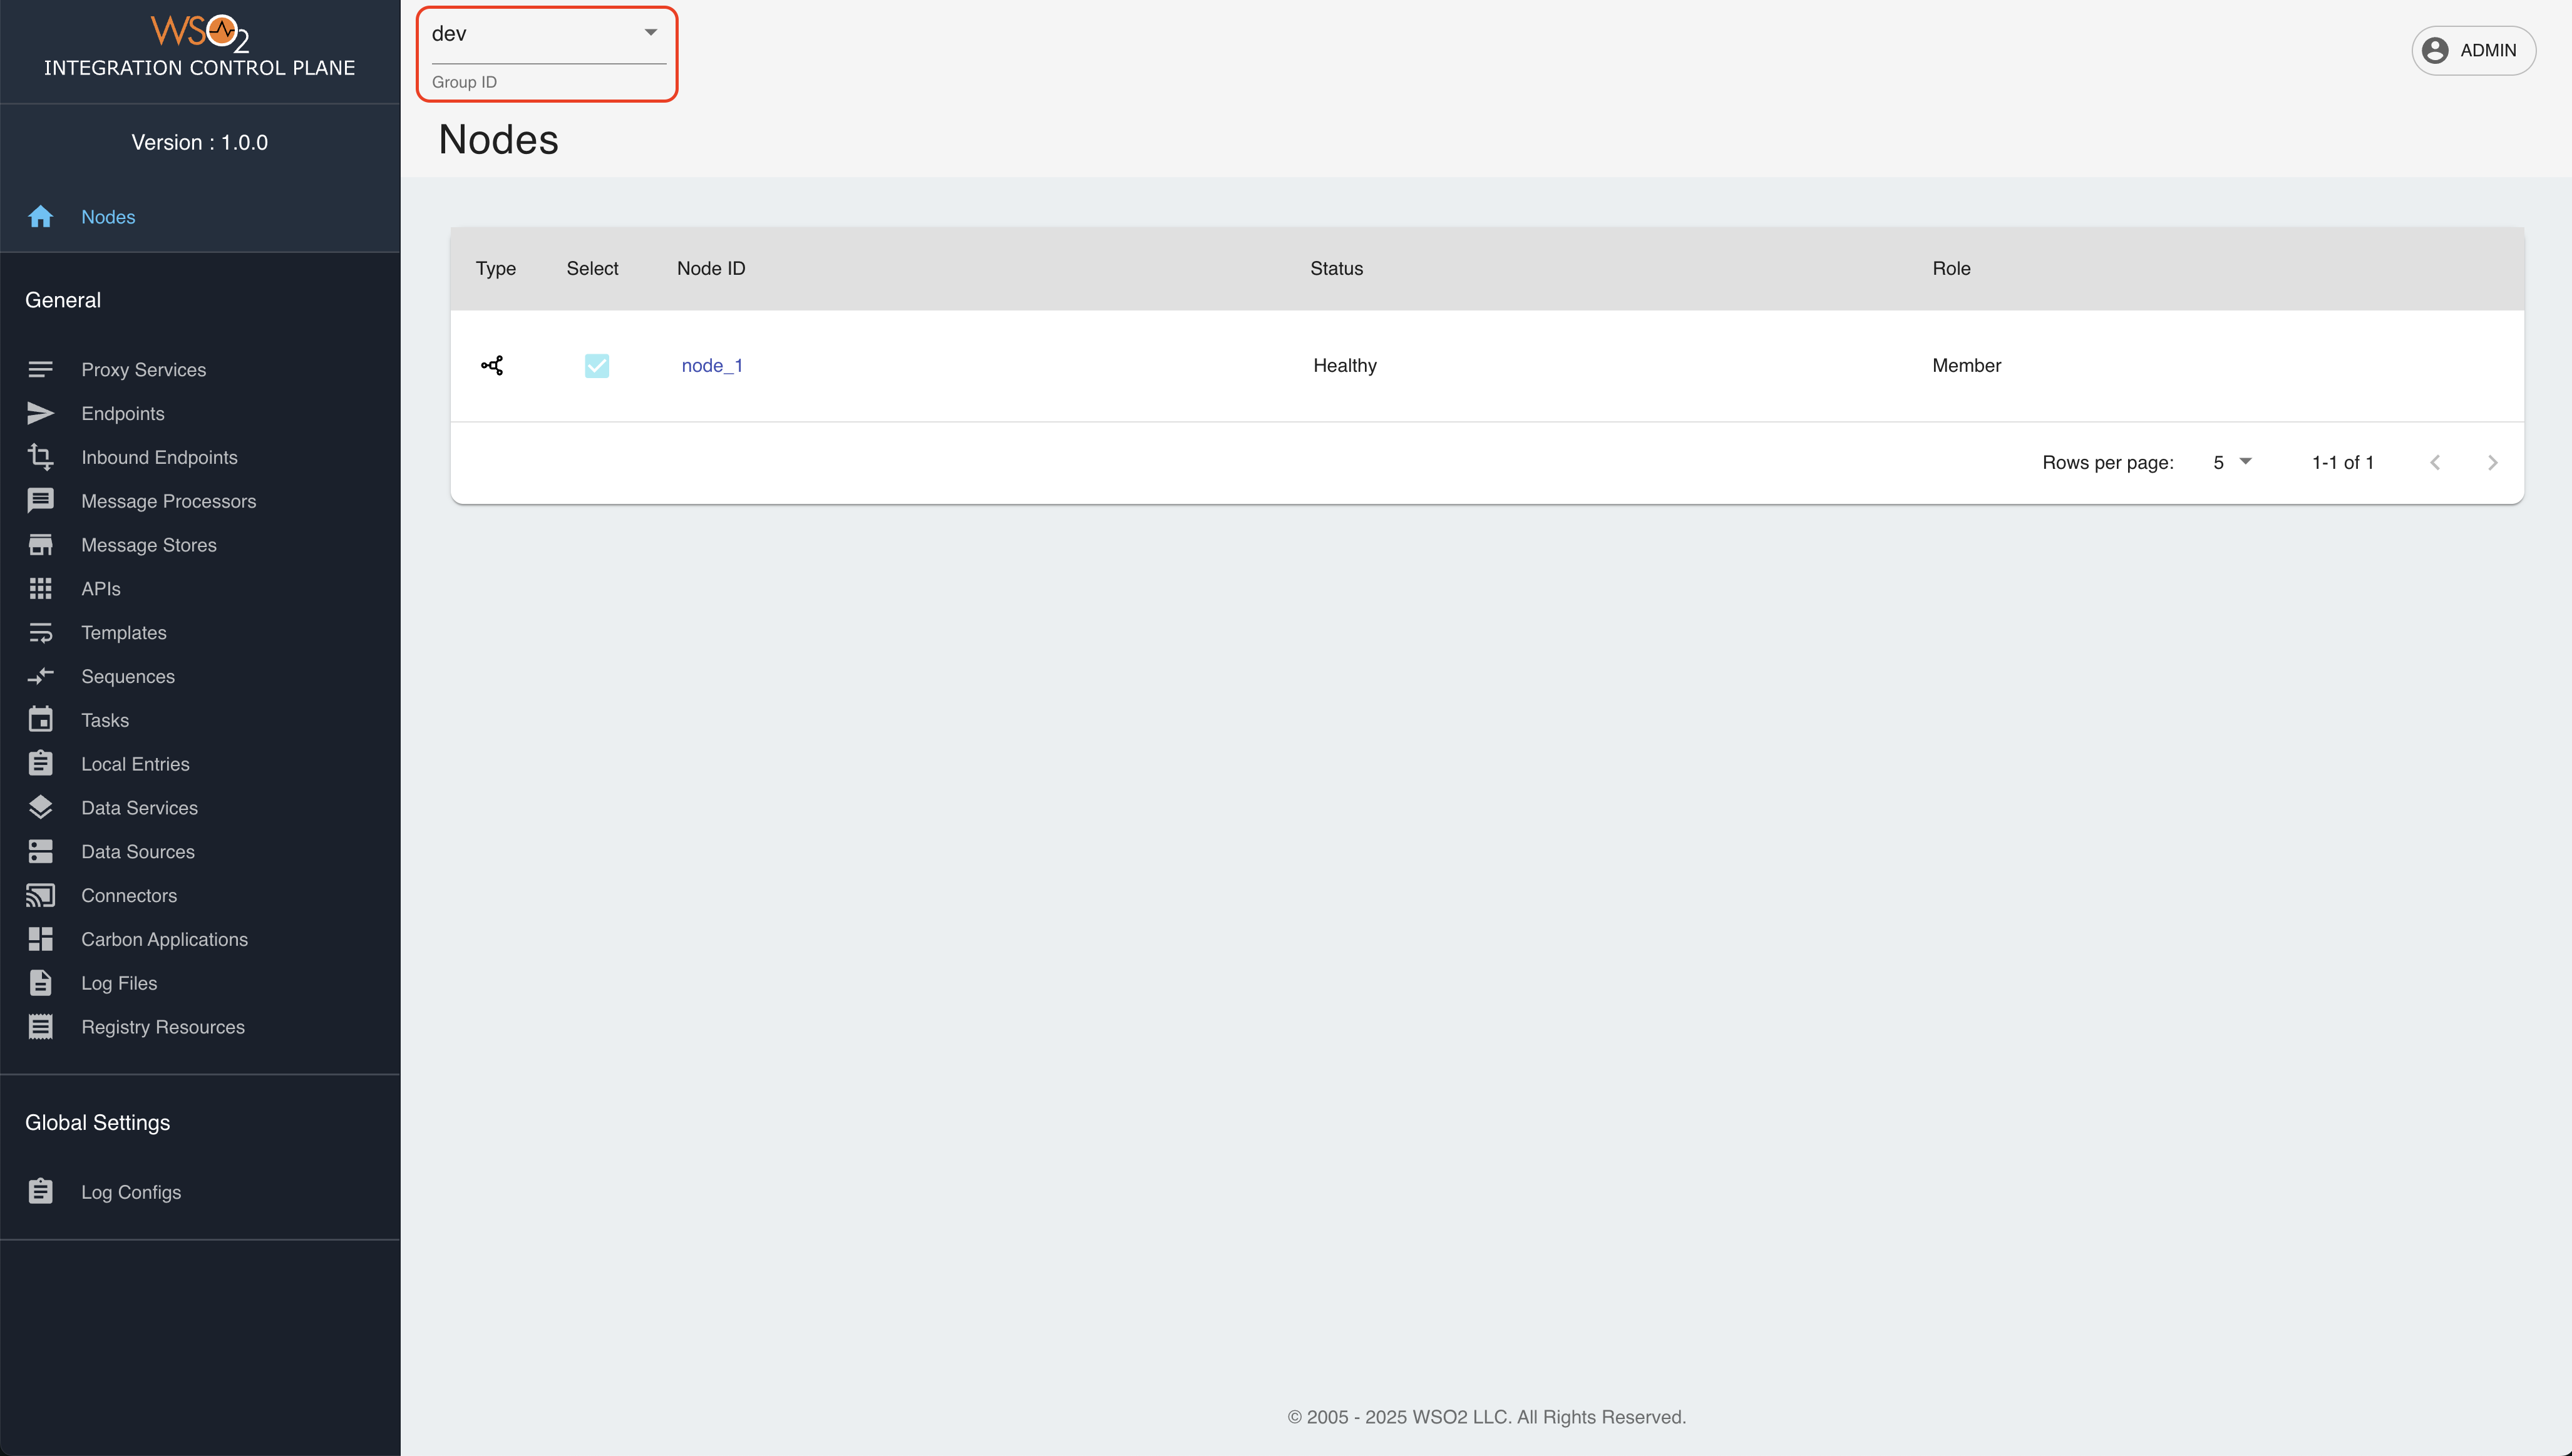 WSO2
INTEGRATION CONTROL PLANE
Version : 1.0.0
Nodes
General
Proxy Services
Endpoints
Inbound Endpoints
Message Processors
Message Stores
APIs
Templates
Sequences
Tasks
Local Entries
Data Services
Data Sources
Connectors
Carbon Applications
Log Files
Registry Resources
Global Settings
Log Configs
dev
Group ID
ADMIN
Nodes
Type Select Node ID Status Role
node_1 Healthy Member
Rows per page: 5 1-1 of 1
© 2005 - 2025 WSO2 LLC. All Rights Reserved.